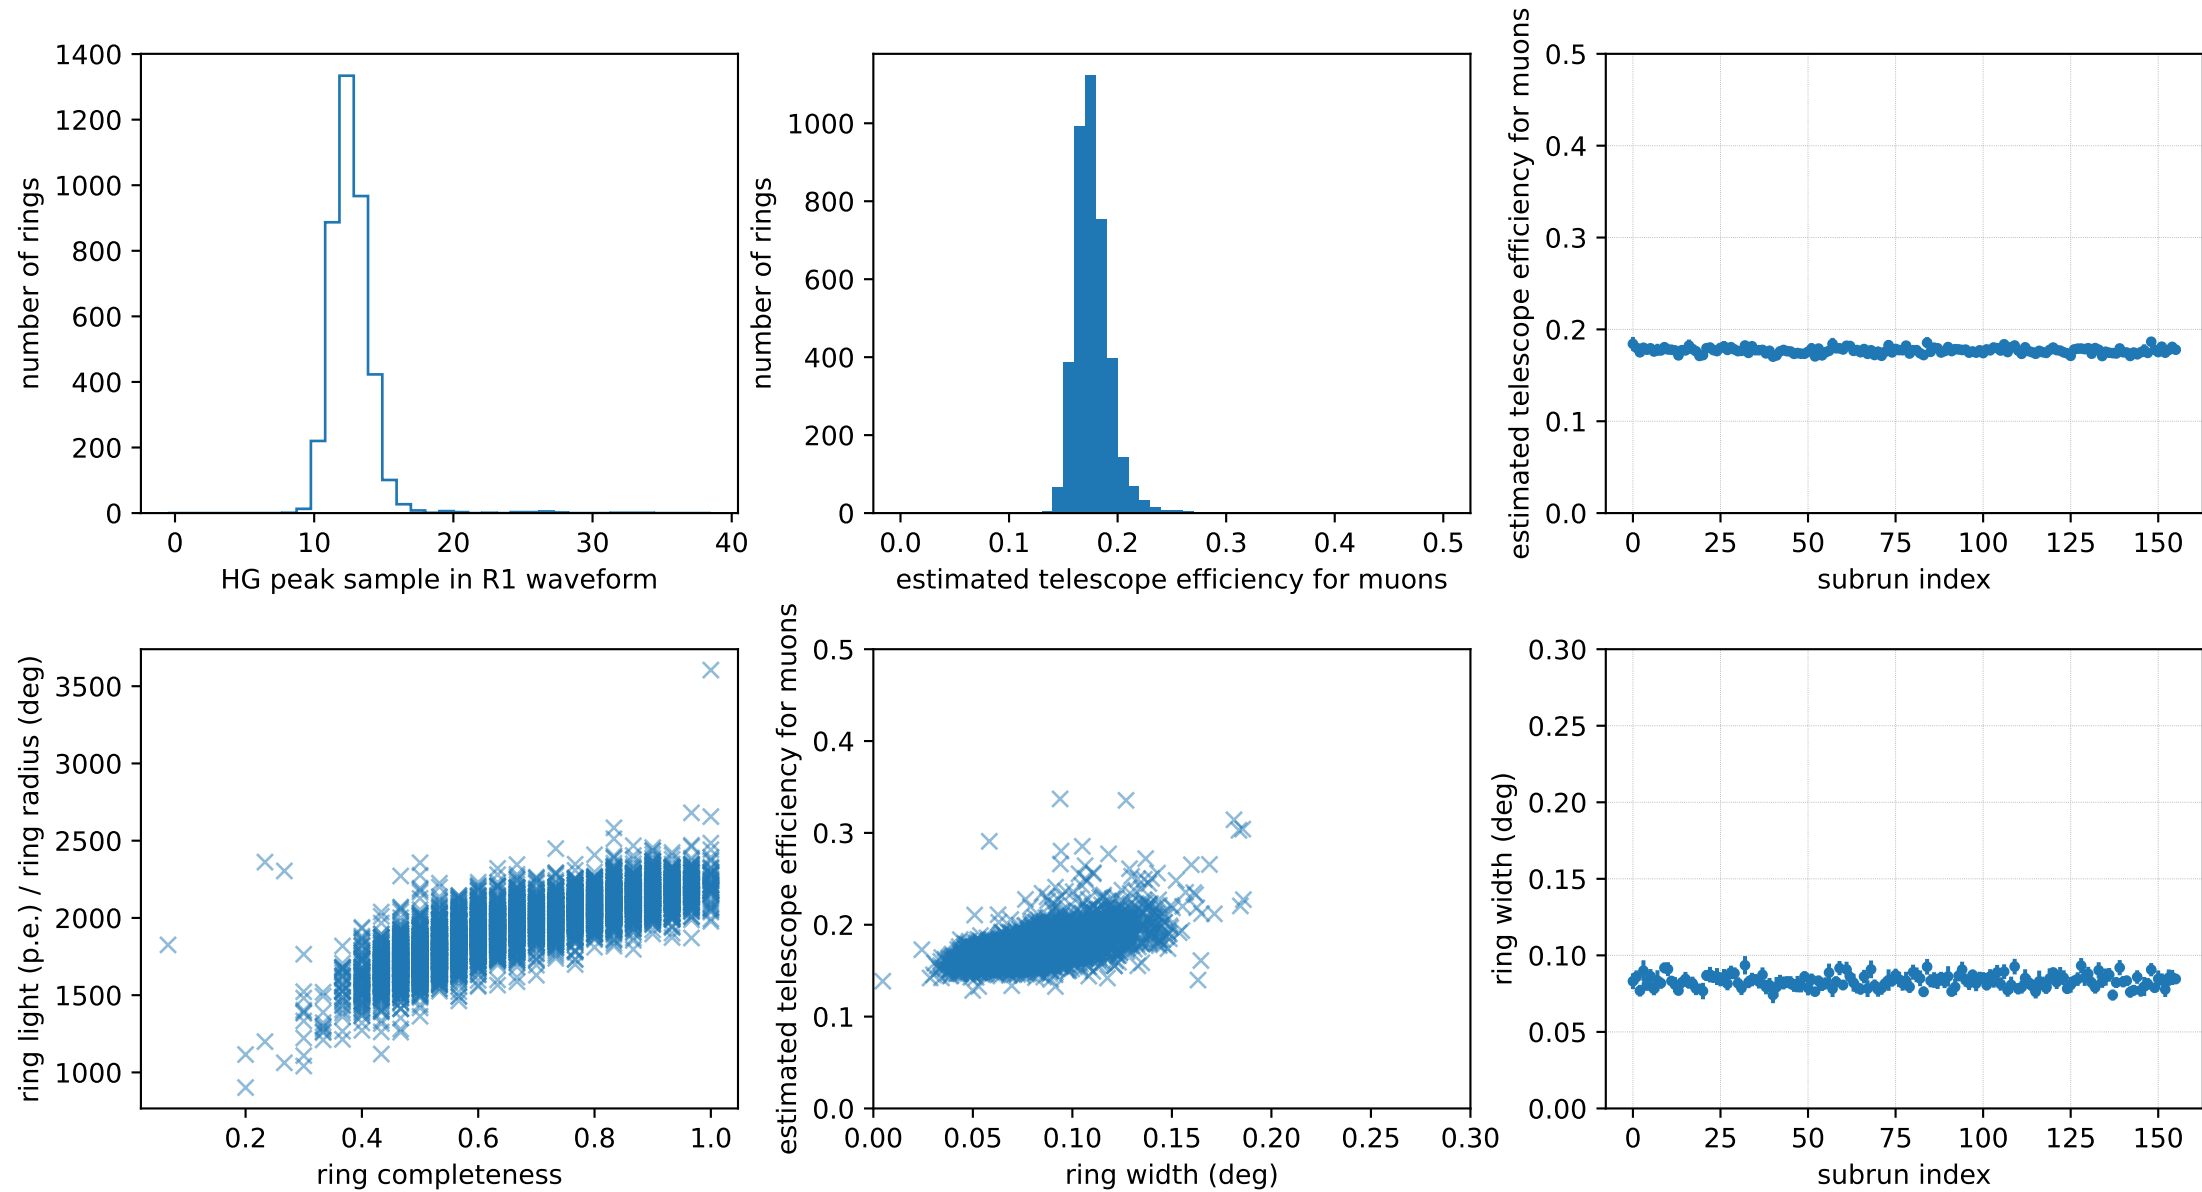 1400
1200
1000
800
600
400
200
0
number of rings
0 10 20 30 40
HG peak sample in R1 waveform
1000
800
600
400
200
0
number of rings
0.0 0.1 0.2 0.3 0.4 0.5
estimated telescope efficiency for muons
0.5
0.4
0.3
0.2
0.1
0.0
estimated telescope efficiency for muons
0 25 50 75 100 125 150
subrun index
3500
3000
2500
2000
1500
1000
ring light (p.e.) / ring radius (deg)
0.2 0.4 0.6 0.8 1.0
ring completeness
0.5
0.4
0.3
0.2
0.1
0.0
estimated telescope efficiency for muons
0.00 0.05 0.10 0.15 0.20 0.25 0.30
ring width (deg)
0.30
0.25
0.20
0.15
0.10
0.05
0.00
ring width (deg)
0 25 50 75 100 125 150
subrun index